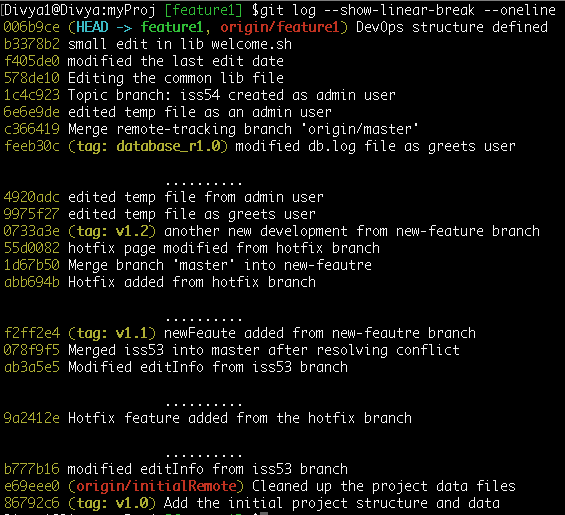 Divya1@Divya:myProj [feature1] $git log --show-linear-break --oneline
006b9ce (HEAD -> feature1, origin/feature1) DevOps structure defined
b3378b2 small edit in lib welcome.sh
f405de0 modified the last edit date
578de10 Editing the common lib file
1c4c923 Topic branch: iss54 created as admin user
6e6e9de edited temp file as an admin user
c366419 Merge remote-tracking branch 'origin/master'
feeb30c (tag: database_r1.0) modified db.log file as greets user
..........
4920adc edited temp file from admin user
9975f27 edited temp file as greets user
0733a3e (tag: v1.2) another new development from new-feature branch
55d0082 hotfix page modified from hotfix branch
1d67b50 Merge branch 'master' into new-feautre
abb694b Hotfix added from hotfix branch
..........
f2ff2e4 (tag: v1.1) newFeaute added from new-feautre branch
078f9f5 Merged iss53 into master after resolving conflict
ab3a5e5 Modified editInfo from iss53 branch
..........
9a2412e Hotfix feature added from the hotfix branch
..........
b777b16 modified editInfo from iss53 branch
e69eee0 (origin/initialRemote) Cleaned up the project data files
86792c6 (tag: v1.0) Add the initial project structure and data